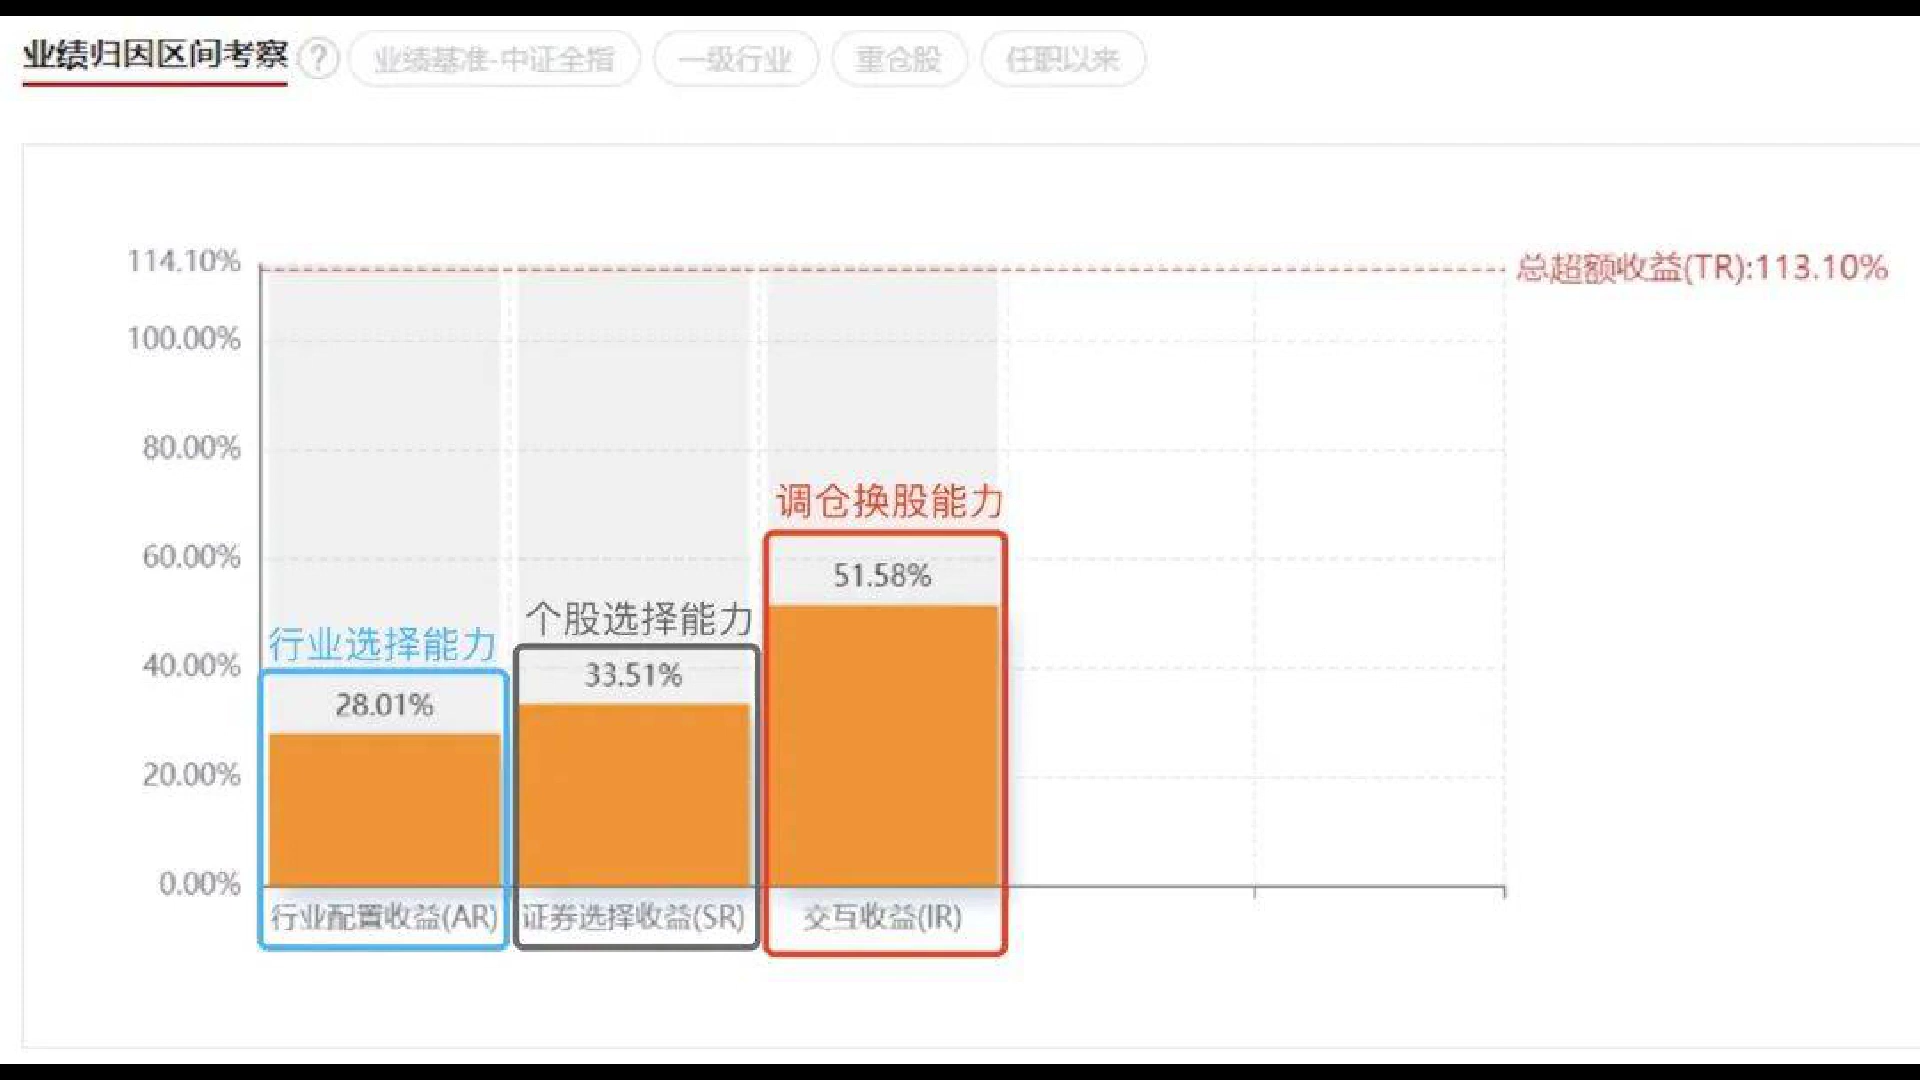 业绩归因区间考察 ? 业绩基准-中证全指 一级行业 重仓股 任职以来
114.10%
总超额收益(TR):113.10%
100.00%
80.00%
60.00%
40.00%
20.00%
0.00%
行业选择能力
28.01%
行业配置收益(AR)
个股选择能力
33.51%
证券选择收益(SR)
调仓换股能力
51.58%
交互收益(IR)